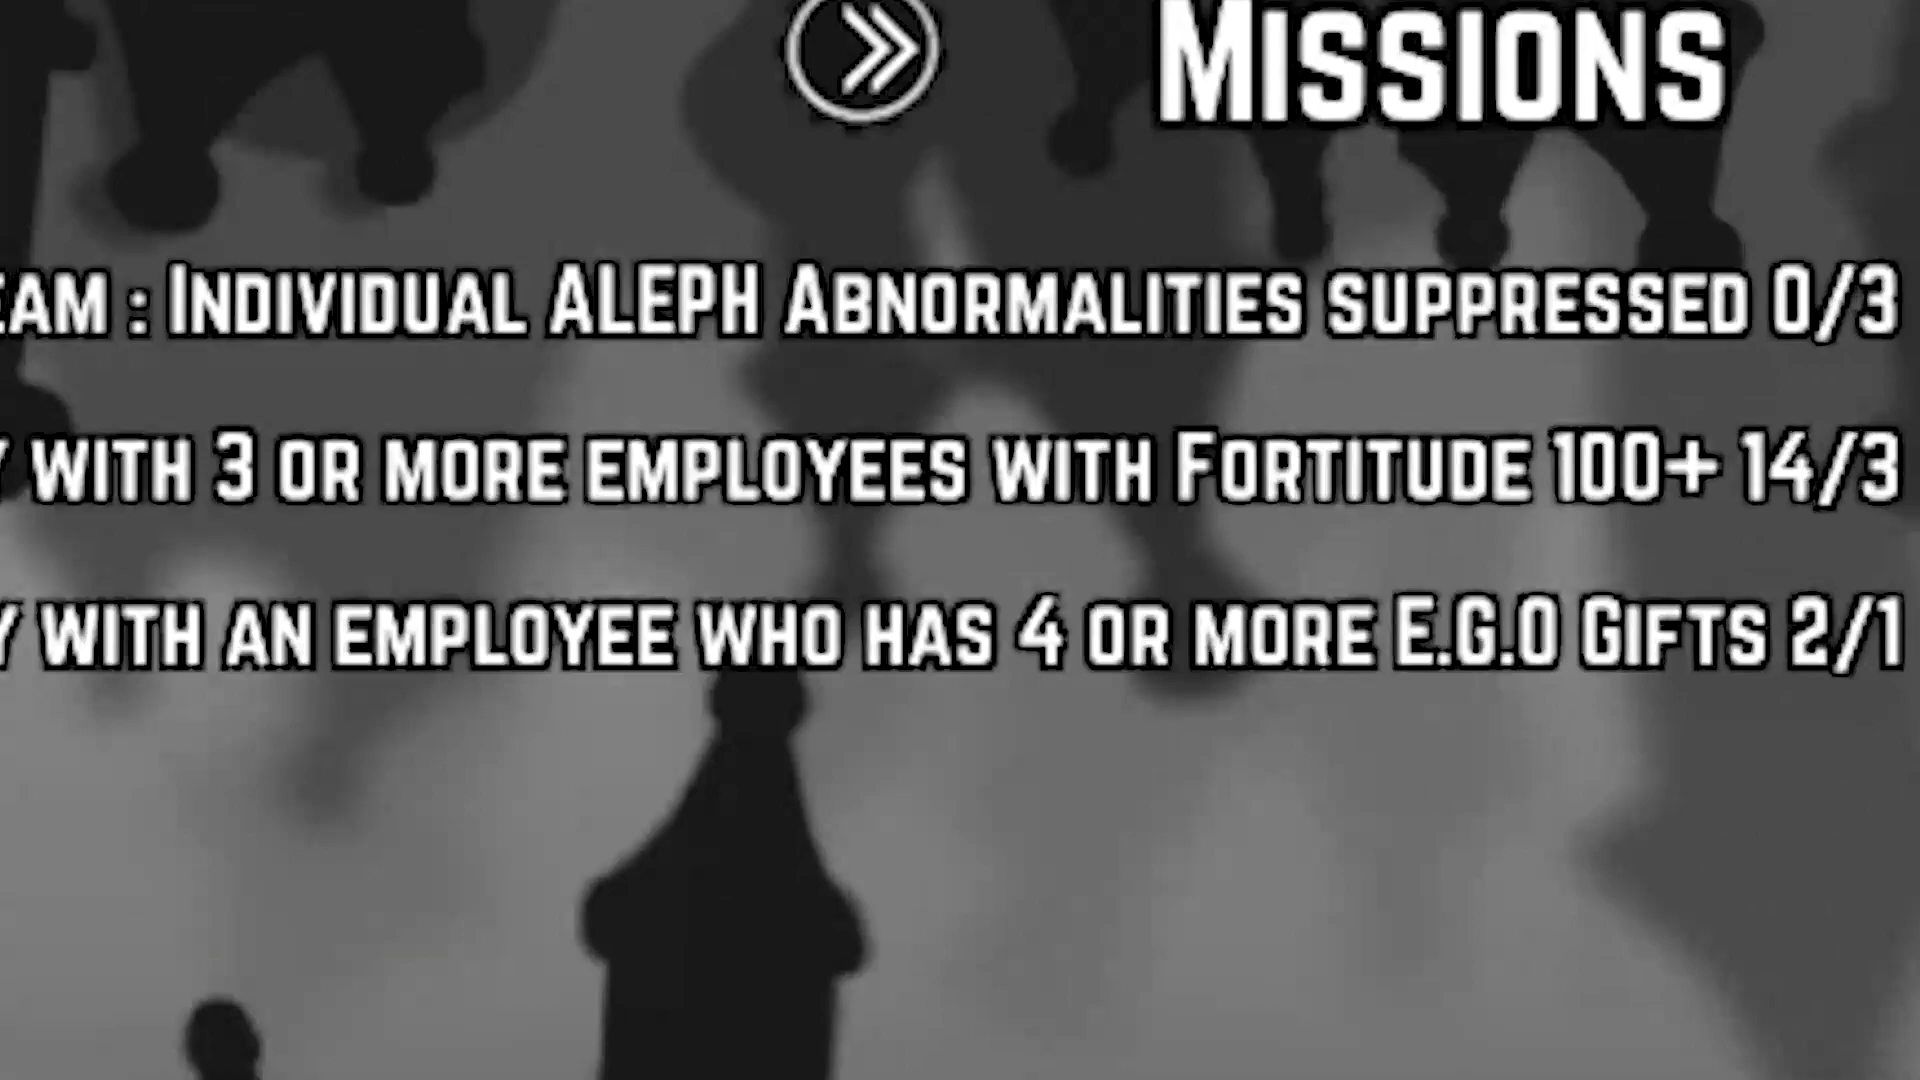 Missions
EAM : Individual ALEPH Abnormalities suppressed 0/3
Y with 3 or more employees with Fortitude 100+ 14/3
Y with an employee who has 4 or more E.G.O Gifts 2/1